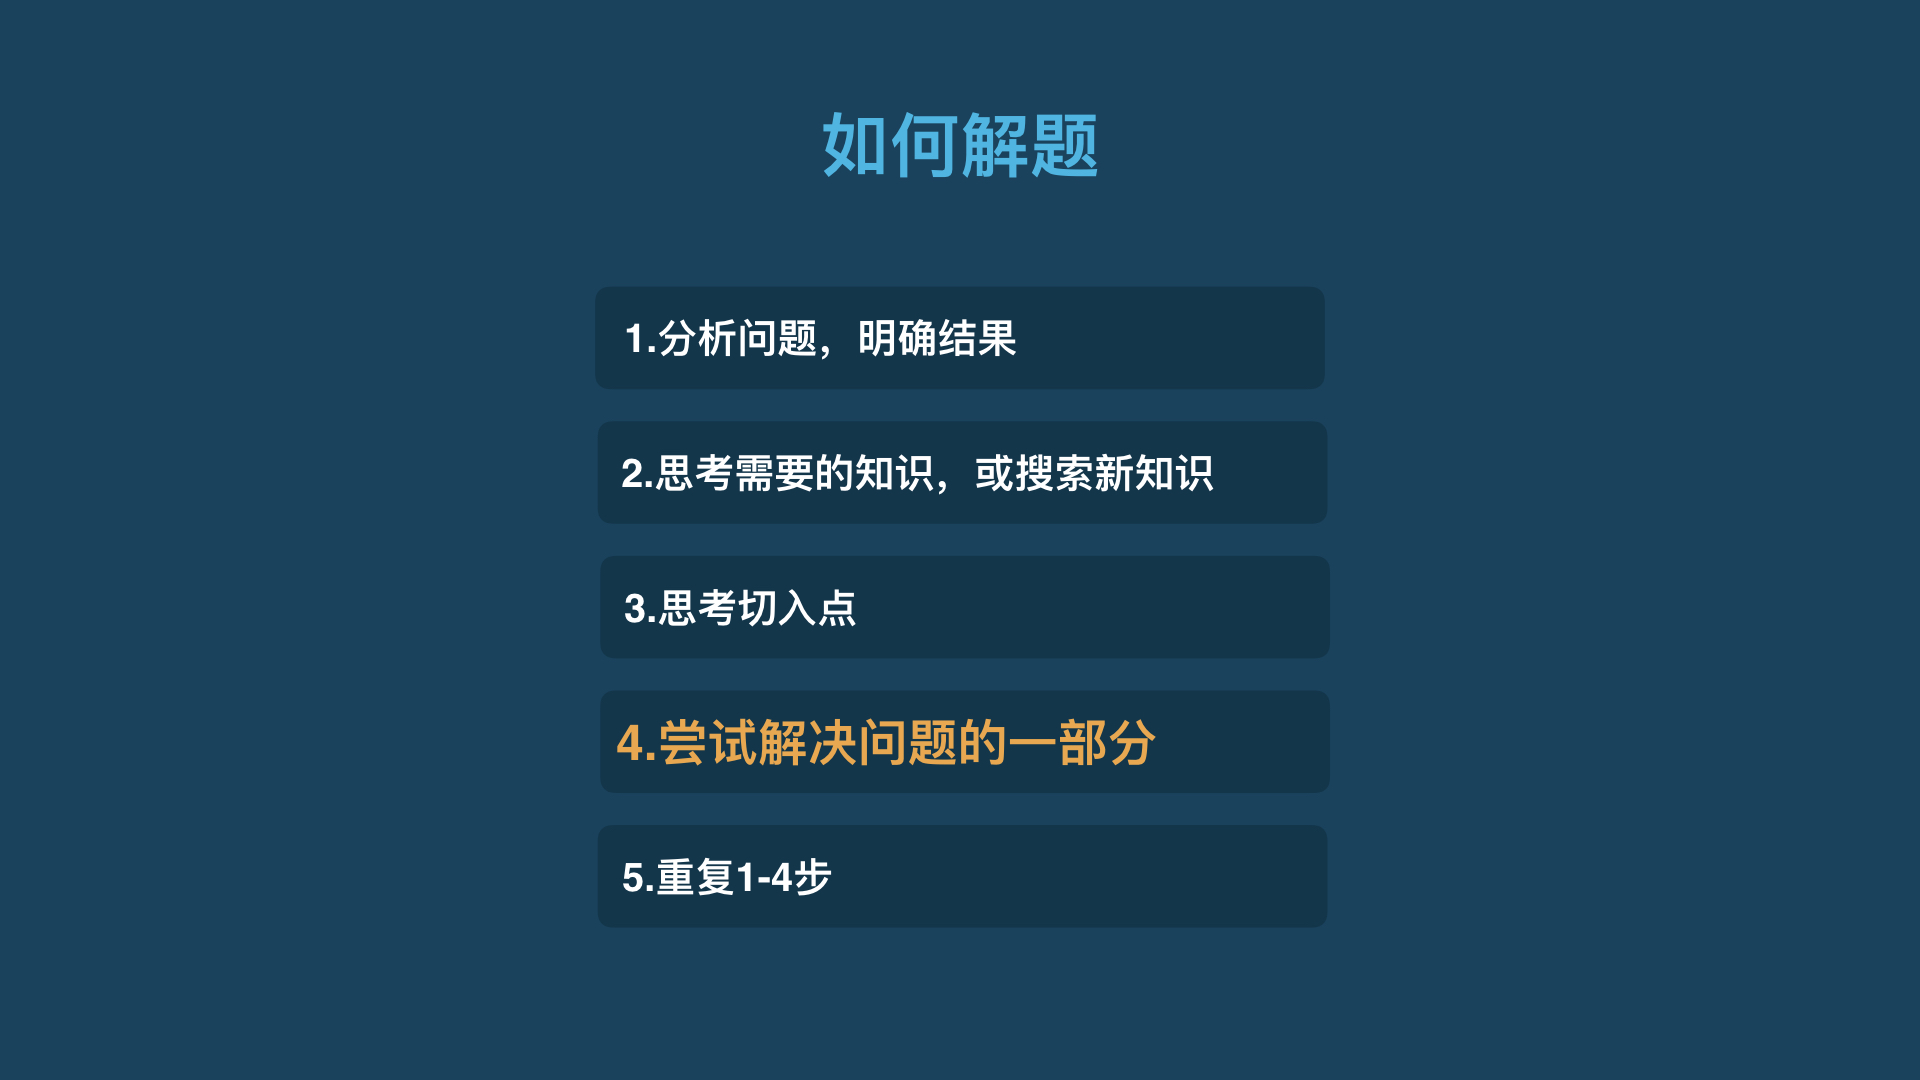 如何解题
1.分析问题，明确结果
2.思考需要的知识，或搜索新知识
3.思考切入点
4.尝试解决问题的一部分
5.重复1-4步